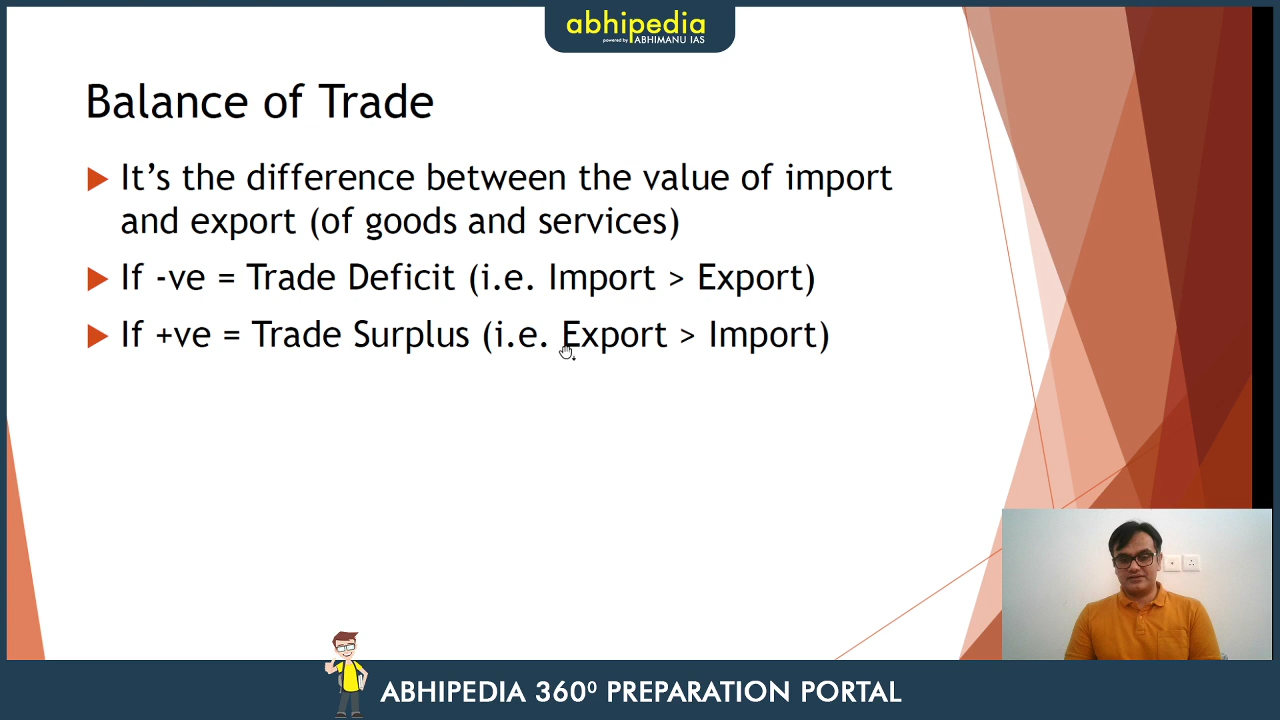 abhipedia
powered by ABHIMANU IAS
Balance of Trade
It’s the difference between the value of import
and export (of goods and services)
If -ve = Trade Deficit (i.e. Import > Export)
If +ve = Trade Surplus (i.e. Export > Import)
ABHIPEDIA 360⁰ PREPARATION PORTAL